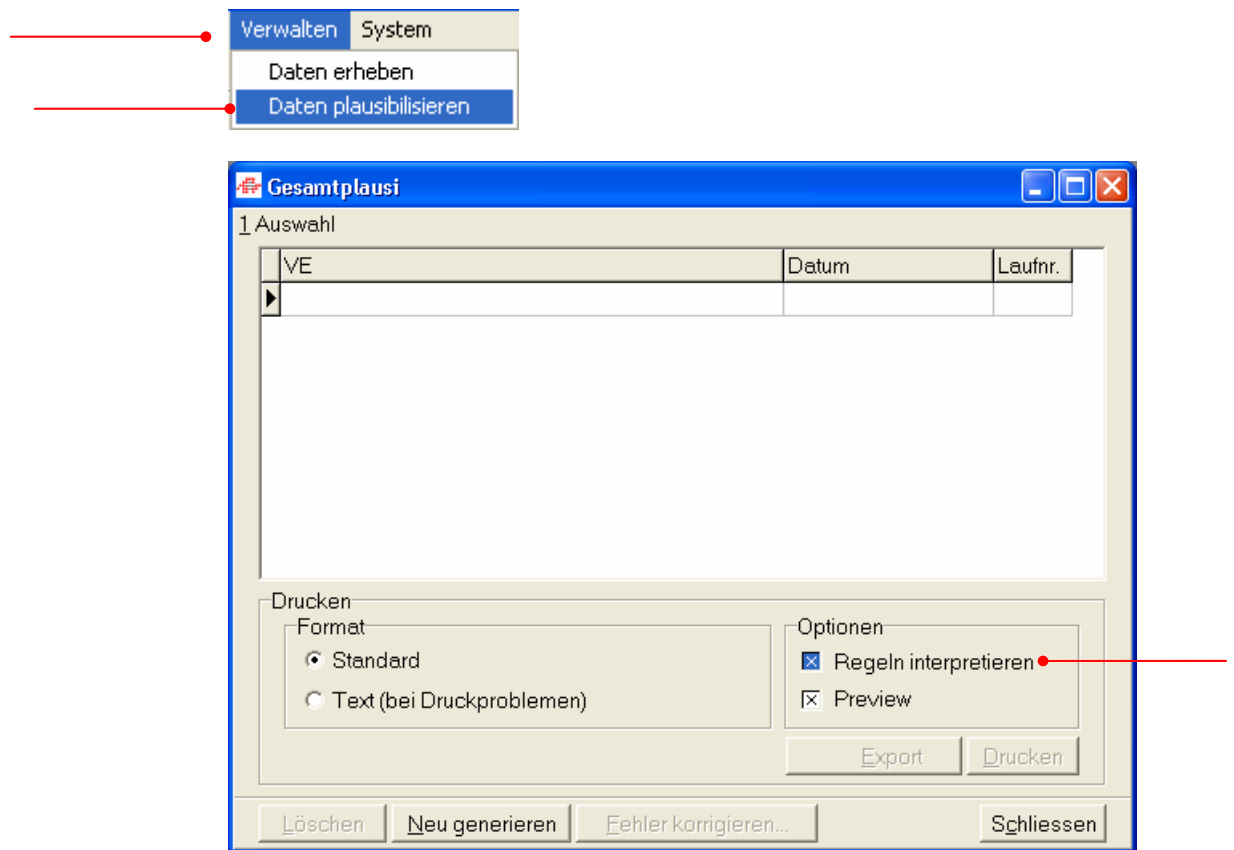 Verwalten System
Daten erheben
Daten plausibilisieren
Gesamtplausi
1 Auswahl
VE Datum Laufnr.
Drucken
Format
Optionen
Standard
Regeln interpretieren
Text (bei Druckproblemen)
Preview
Export Drucken
Löschen Neu generieren Fehler korrigieren... Schliessen